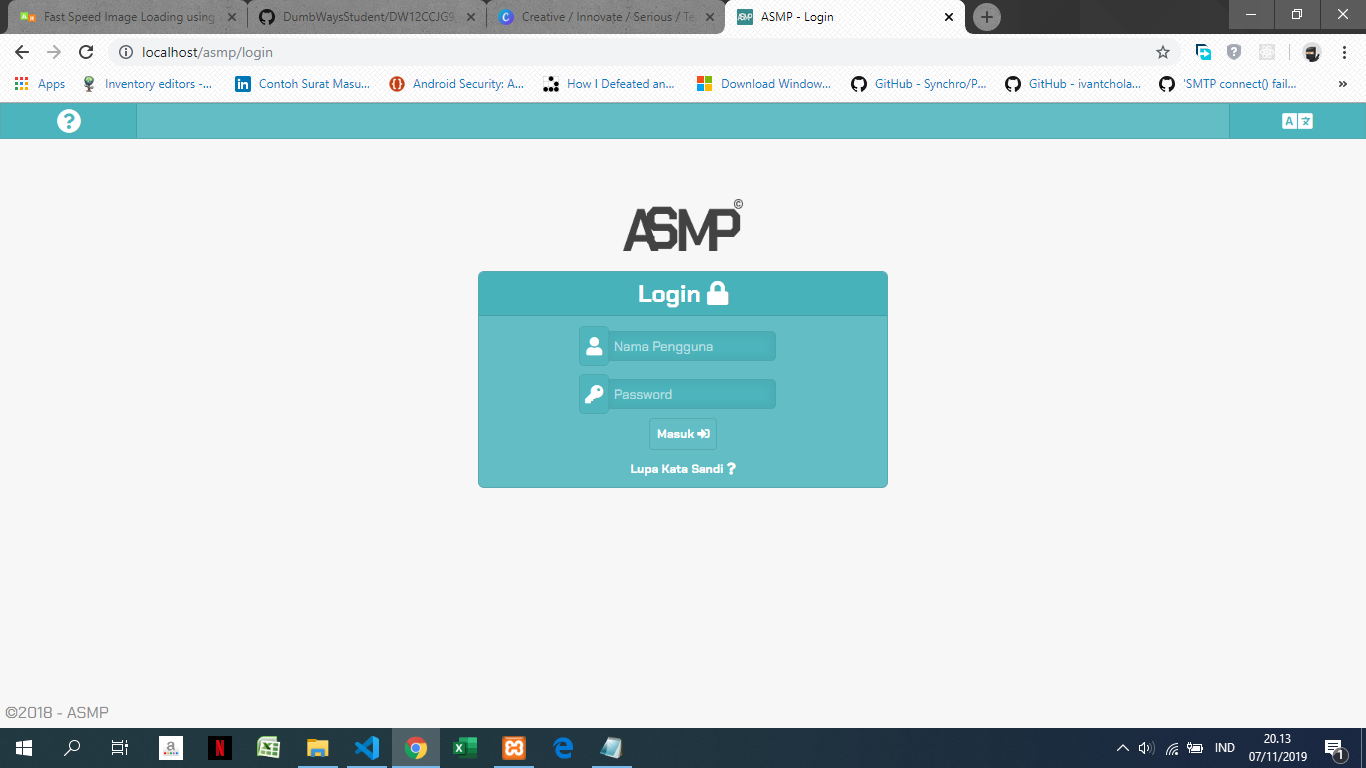 Fast Speed Image Loading using
DumbWaysStudent/DW12CCJG9
Creative / Innovate / Serious / Te
ASMP - Login
localhost/asmp/login
Apps
Inventory editors -...
Contoh Surat Masu...
Android Security: A...
How I Defeated an...
Download Window...
GitHub - Synchro/P...
GitHub - ivantchola...
'SMTP connect() fail...
»
A
ASMP©
Login
Nama Pengguna
Password
Masuk
Lupa Kata Sandi ?
©2018 - ASMP
IND
20.13
07/11/2019
1